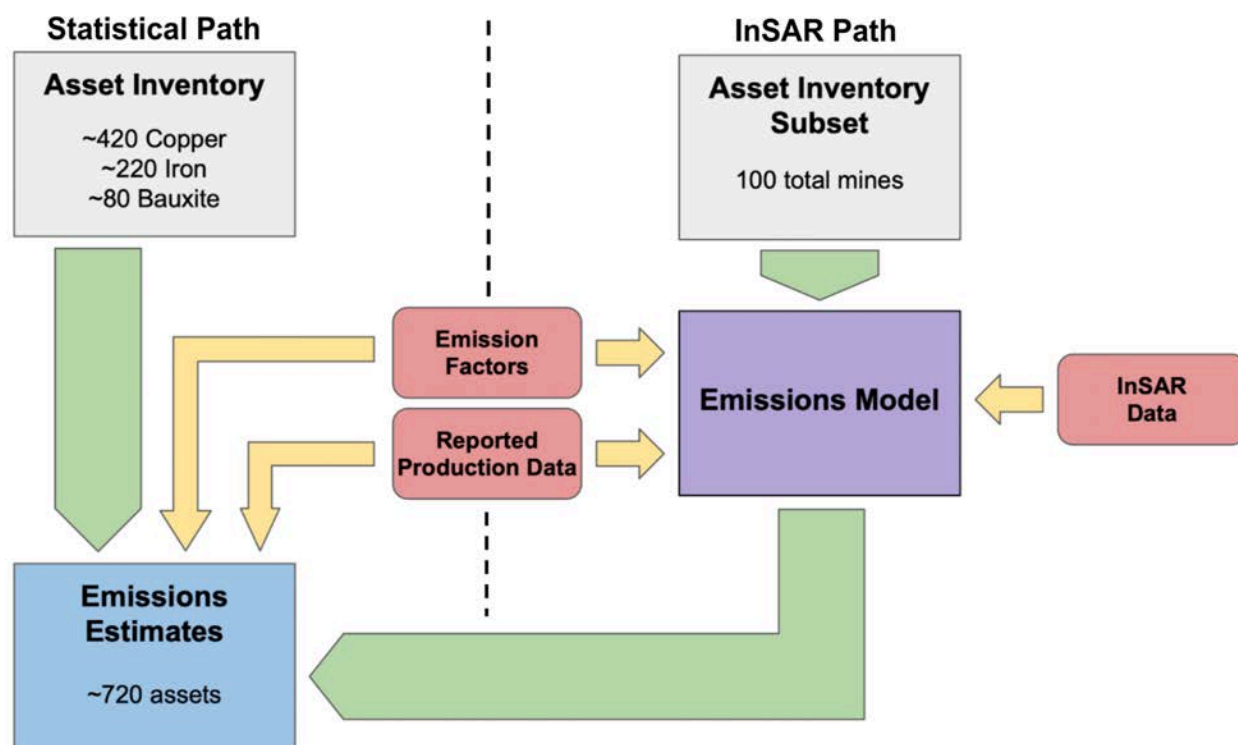 Statistical Path
Asset Inventory
~420 Copper
~220 Iron
~80 Bauxite
InSAR Path
Asset Inventory
Subset
100 total mines
Emission
Factors
Reported
Production Data
Emissions Model
InSAR
Data
Emissions
Estimates
~720 assets